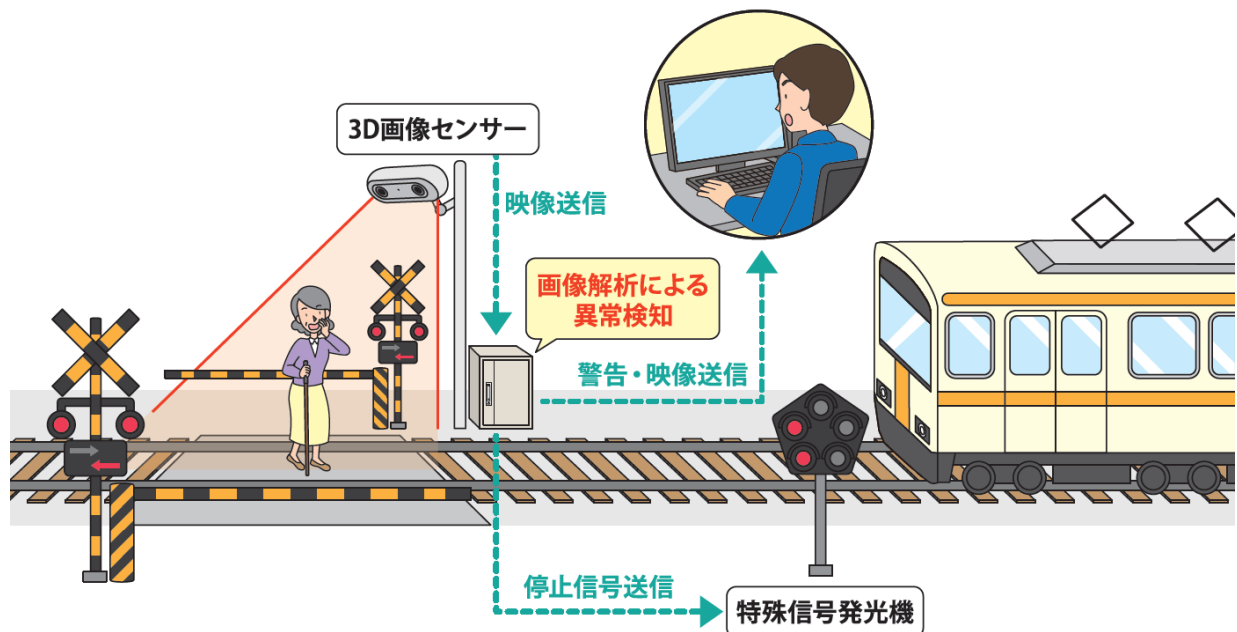 3D画像センサー
映像送信
画像解析による
異常検知
警告・映像送信
停止信号送信
特殊信号発光機